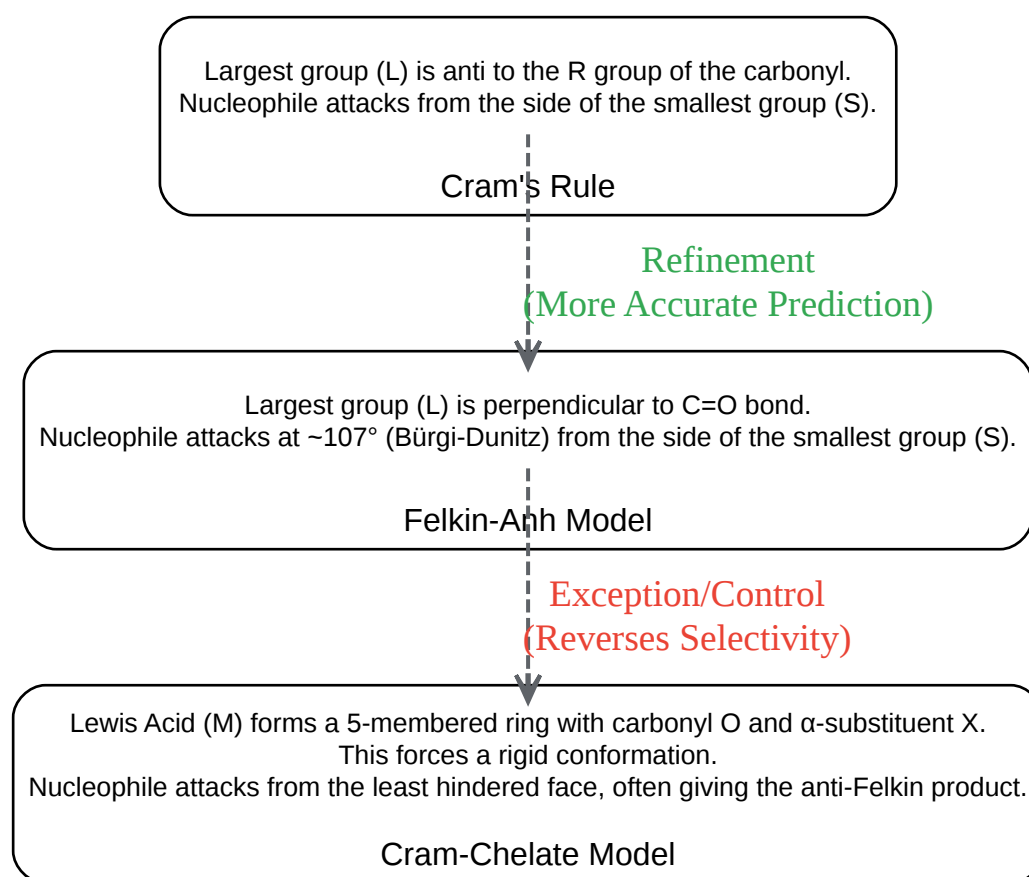 Largest group (L) is anti to the R group of the carbonyl.
Nucleophile attacks from the side of the smallest group (S).
Cram's Rule
Refinement
(More Accurate Prediction)
Largest group (L) is perpendicular to C=O bond.
Nucleophile attacks at ~107° (Bürgi-Dunitz) from the side of the smallest group (S).
Felkin-Anh Model
Exception/Control
(Reverses Selectivity)
Lewis Acid (M) forms a 5-membered ring with carbonyl O and α-substituent X.
This forces a rigid conformation.
Nucleophile attacks from the least hindered face, often giving the anti-Felkin product.
Cram-Chelate Model